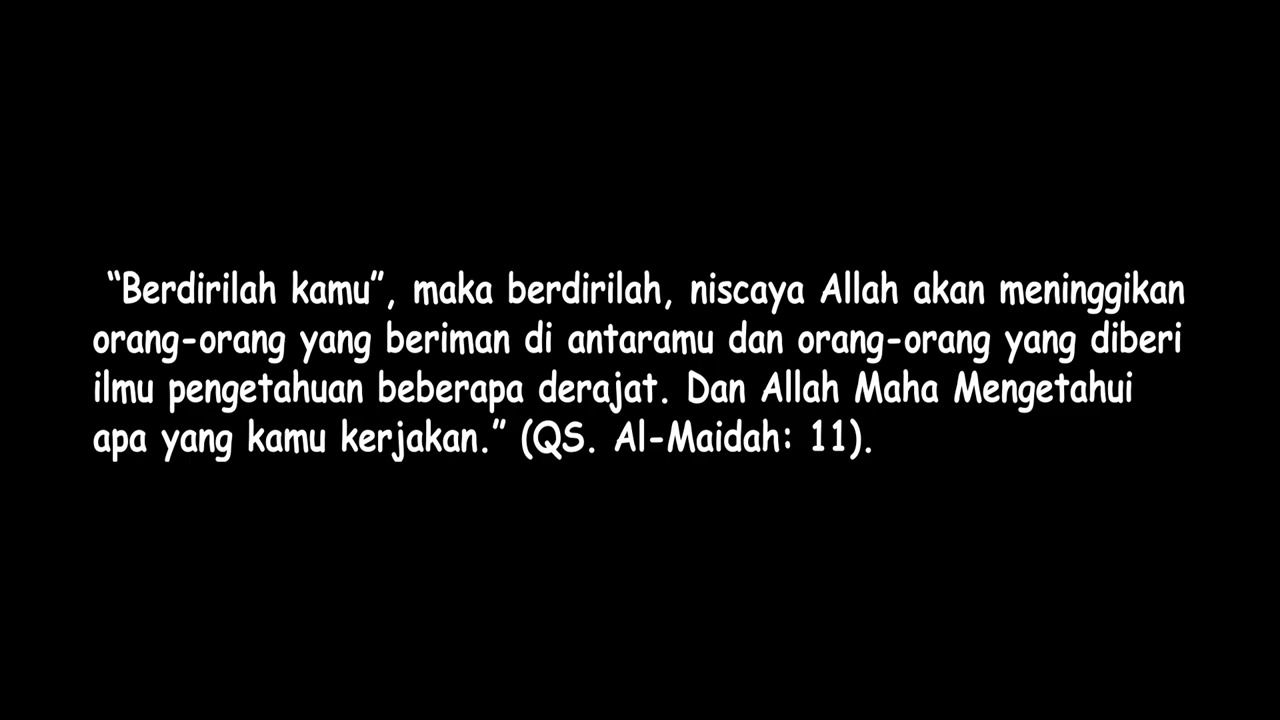 “Berdirilah kamu”, maka berdirilah, niscaya Allah akan meninggikan
orang-orang yang beriman di antaramu dan orang-orang yang diberi
ilmu pengetahuan beberapa derajat. Dan Allah Maha Mengetahui
apa yang kamu kerjakan.” (QS. Al-Maidah: 11).